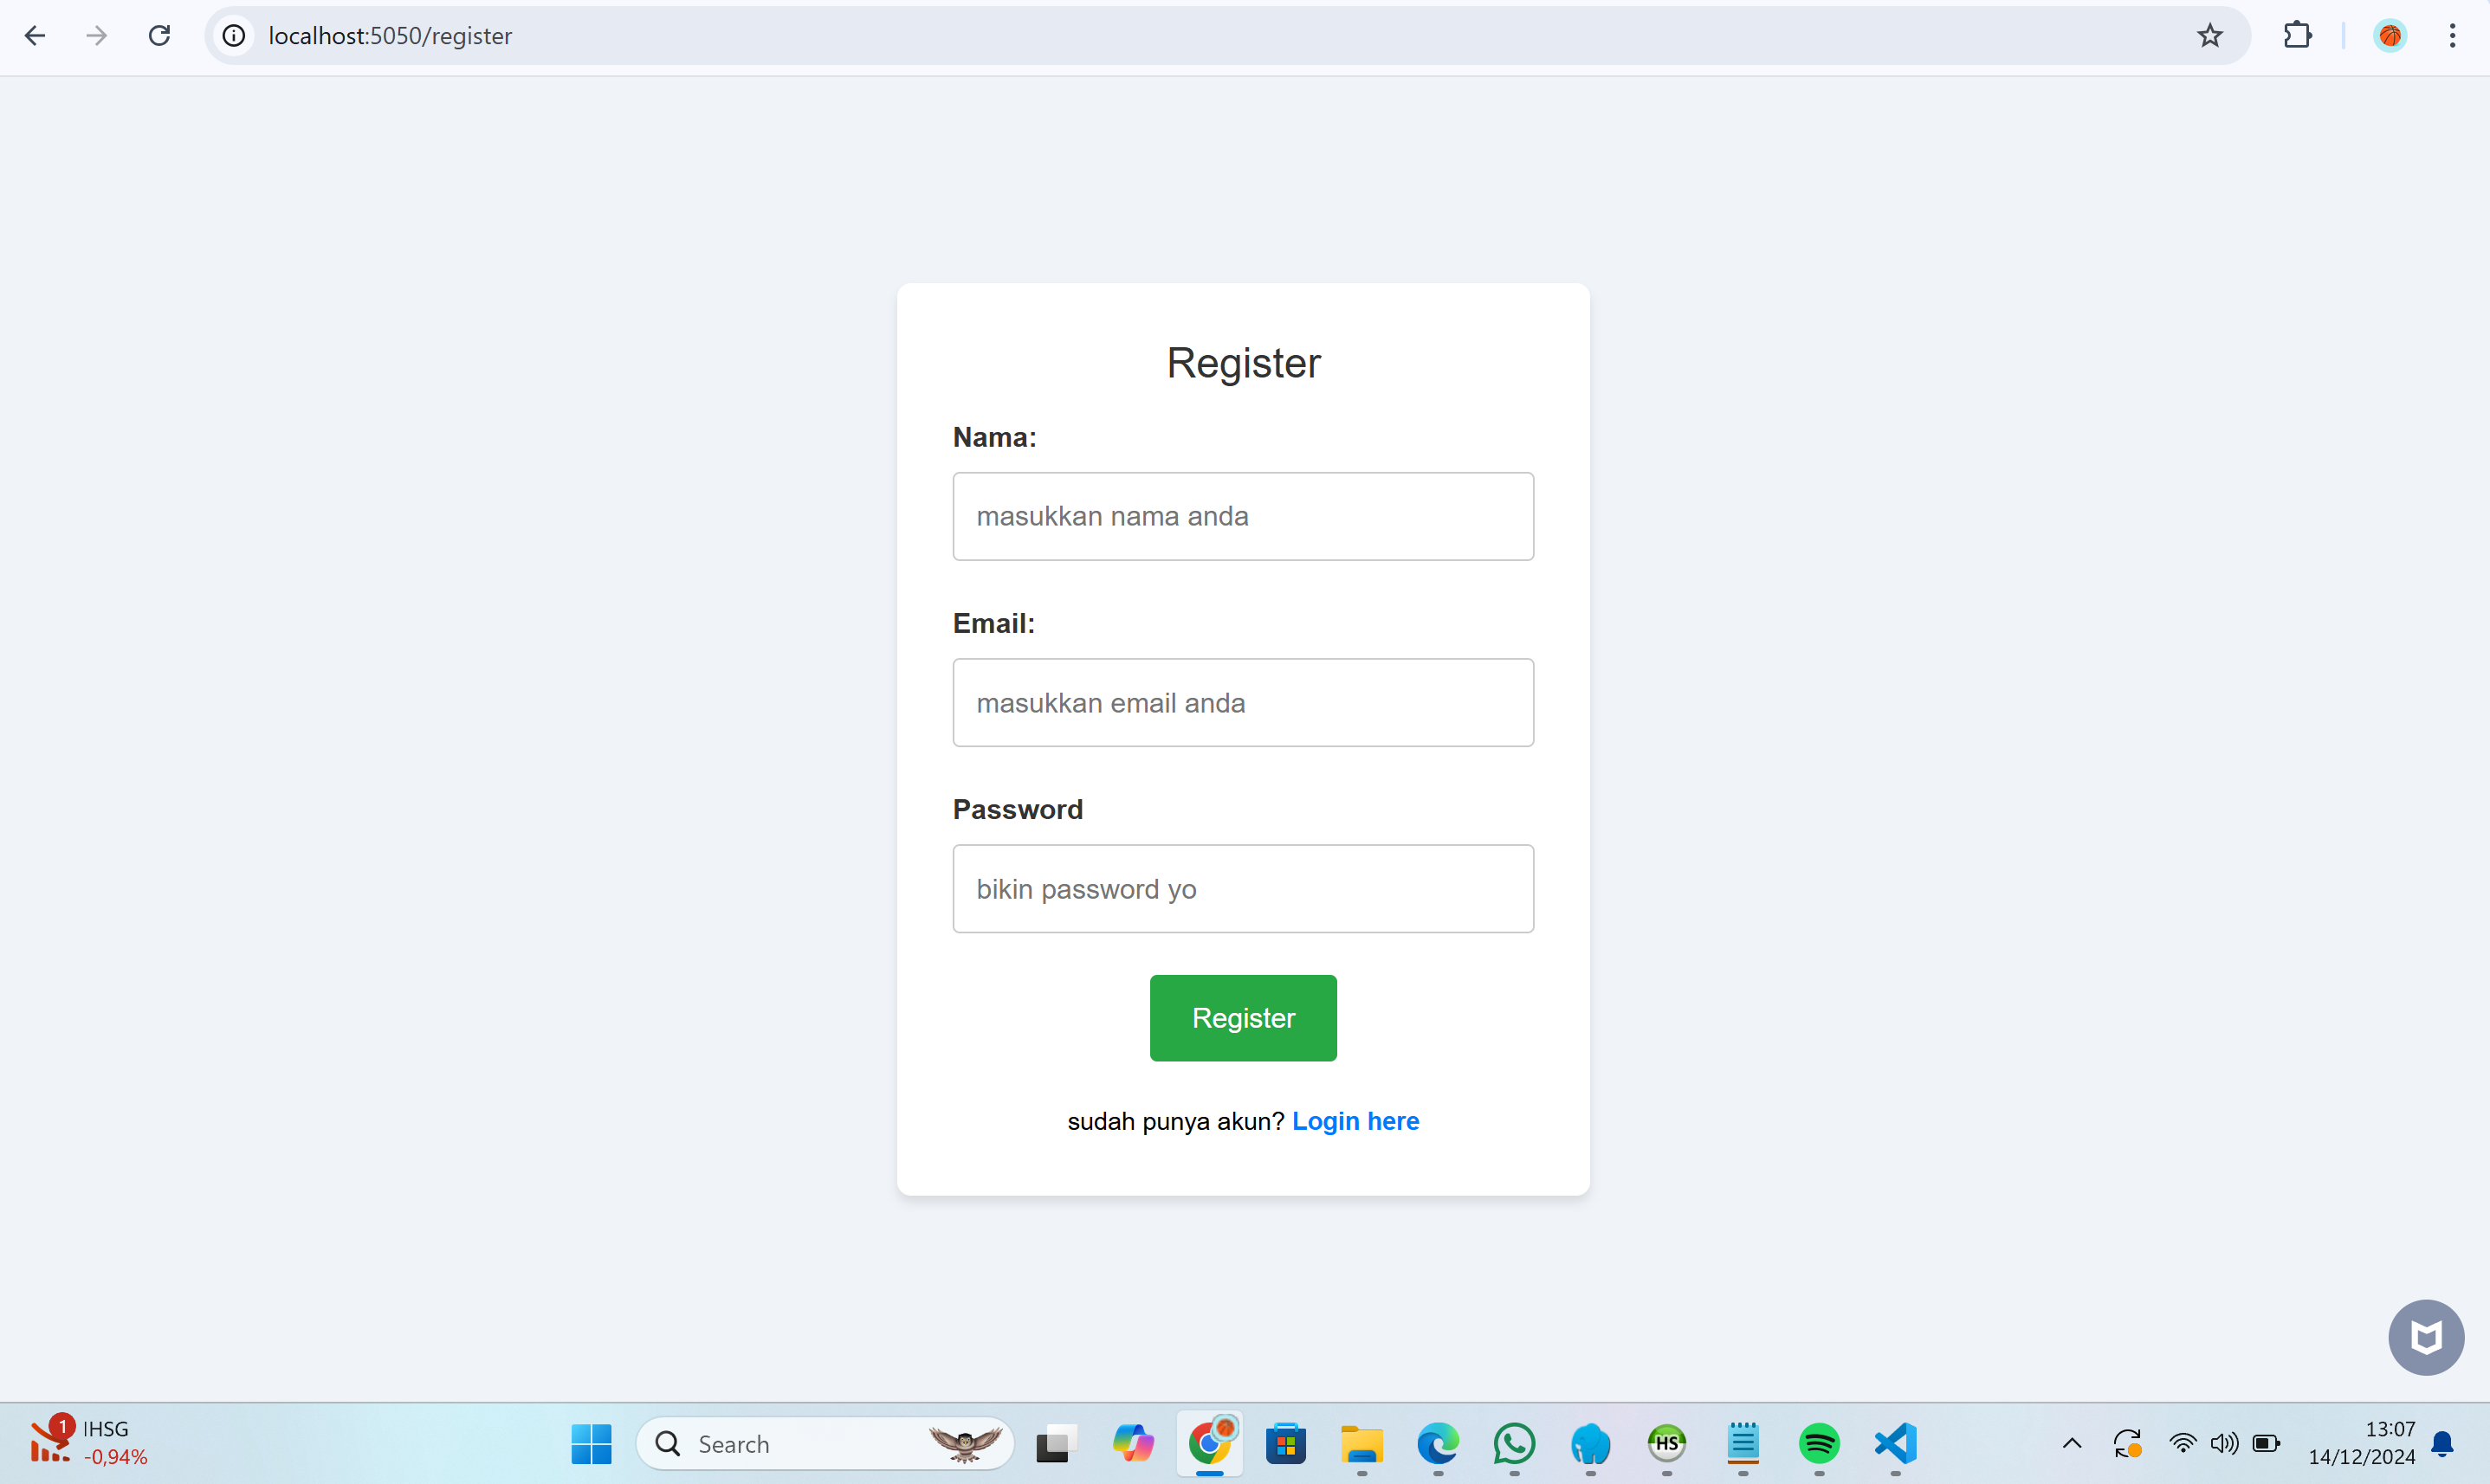 localhost:5050/register
Register
Nama:
masukkan nama anda
Email:
masukkan email anda
Password
bikin password yo
Register
sudah punya akun? Login here
1
IHSG
-0,94%
Search
HS
13:07
14/12/2024